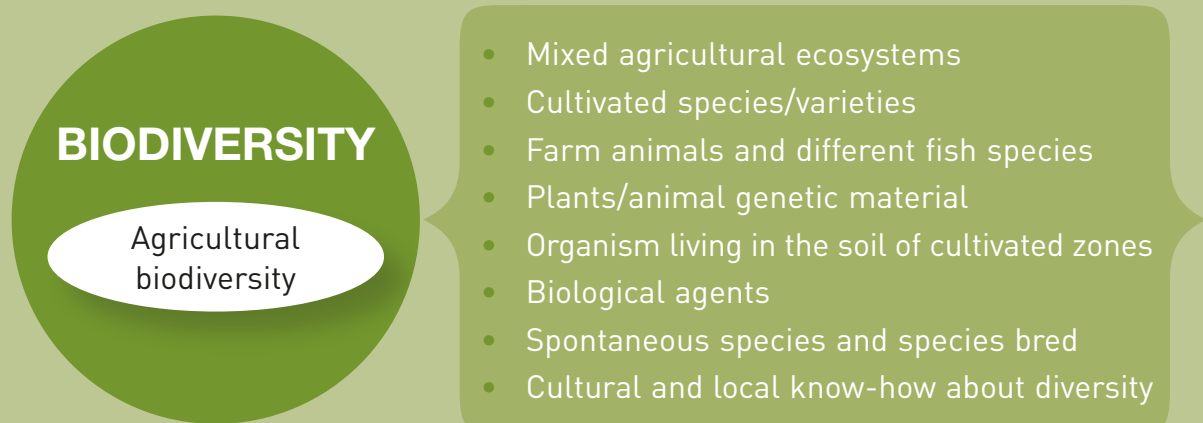 BIODIVERSITY
Agricultural
biodiversity
• Mixed agricultural ecosystems
• Cultivated species/varieties
• Farm animals and different fish species
• Plants/animal genetic material
• Organism living in the soil of cultivated zones
• Biological agents
• Spontaneous species and species bred
• Cultural and local know-how about diversity